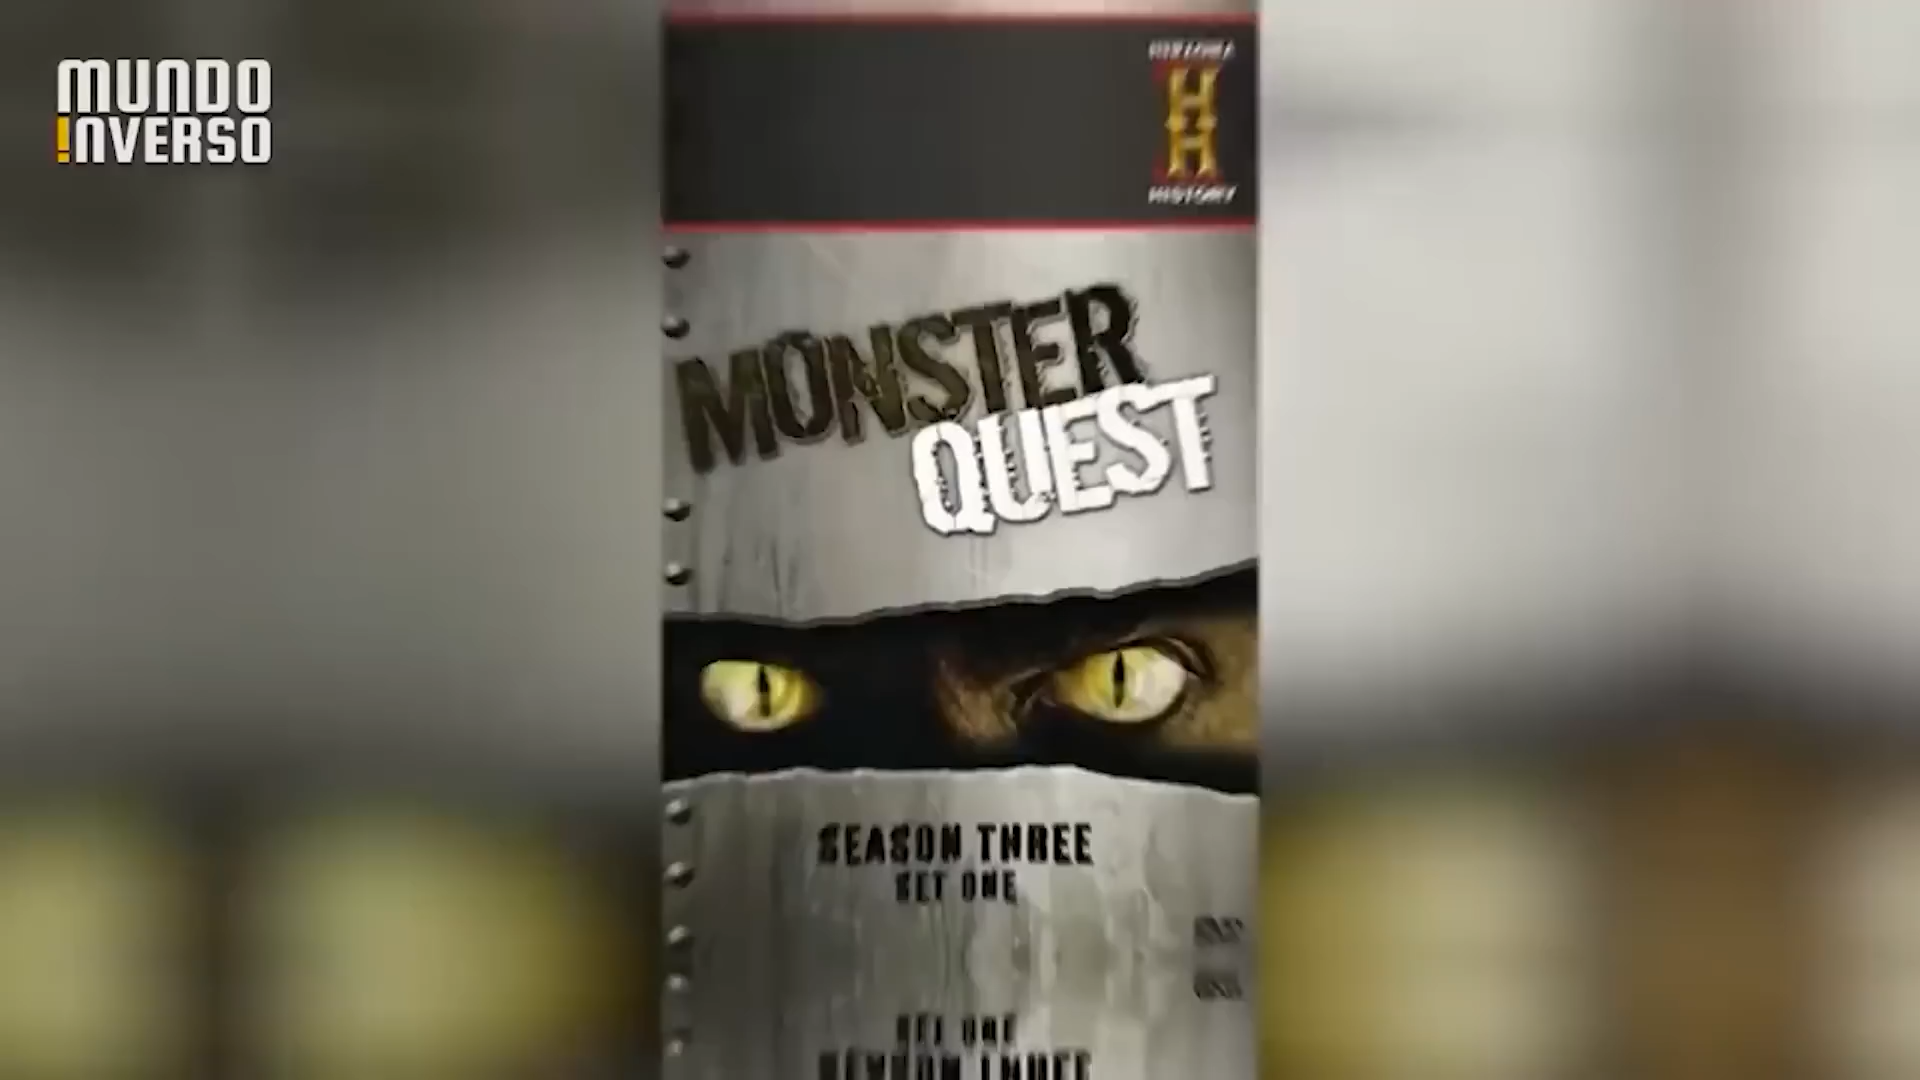 MUNDO
!NVERSO
HISTORY
MONSTER
QUEST
SEASON THREE
SET ONE